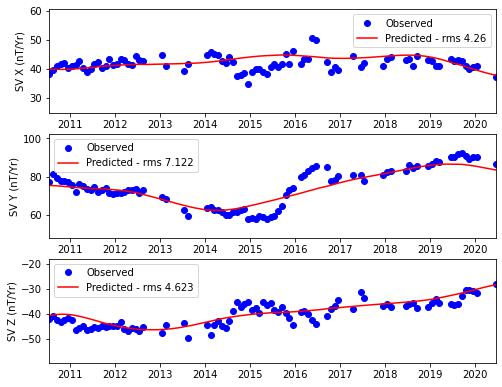 60
50
40
30
SV X (nT/Yr)
Observed
Predicted - rms 4.26
2011 2012 2013 2014 2015 2016 2017 2018 2019 2020
100
80
60
SV Y (nT/Yr)
Observed
Predicted - rms 7.122
2011 2012 2013 2014 2015 2016 2017 2018 2019 2020
−20
−30
−40
−50
SV Z (nT/Yr)
Observed
Predicted - rms 4.623
2011 2012 2013 2014 2015 2016 2017 2018 2019 2020